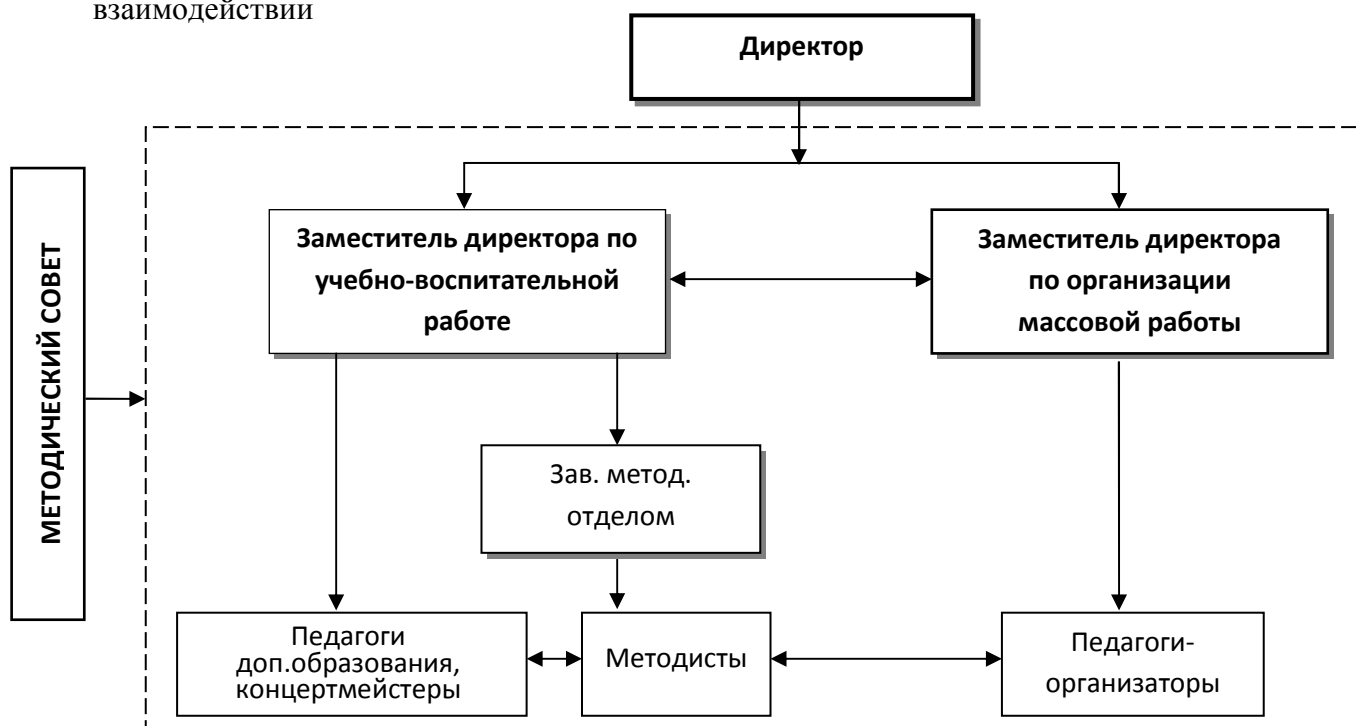 взаимодействии
Директор
МЕТОДИЧЕСКИЙ СОВЕТ
Заместитель директора по
учебно-воспитательной
работе
Заместитель директора
по организации
массовой работы
Зав. метод.
отделом
Педагоги
доп.образования,
концертмейстеры
Методисты
Педагоги-
организаторы